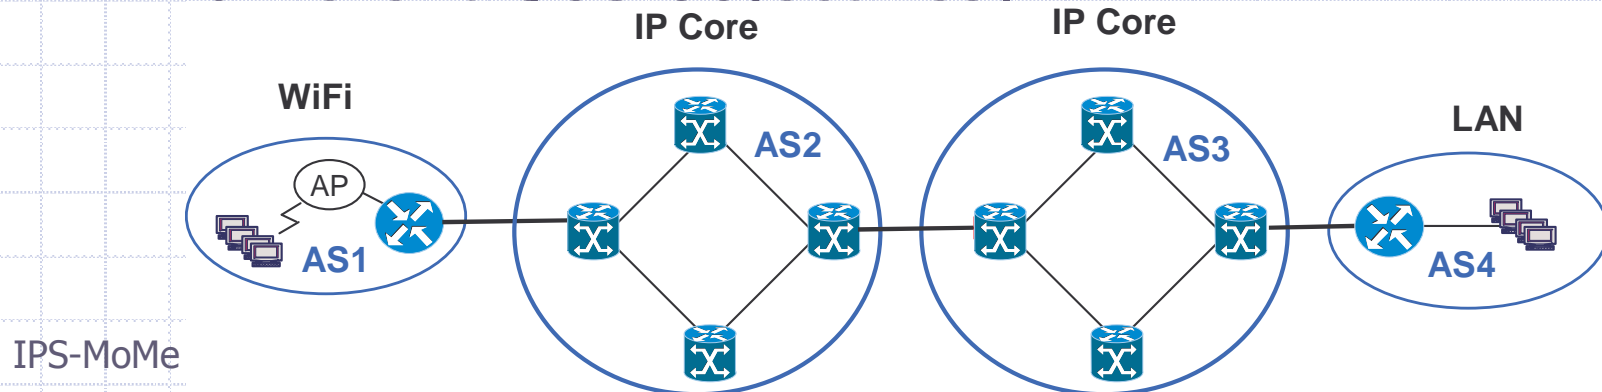 IP Core
IP Core
WiFi
LAN
AS2
AS3
AP
AS1
AS4
IPS-MoMe